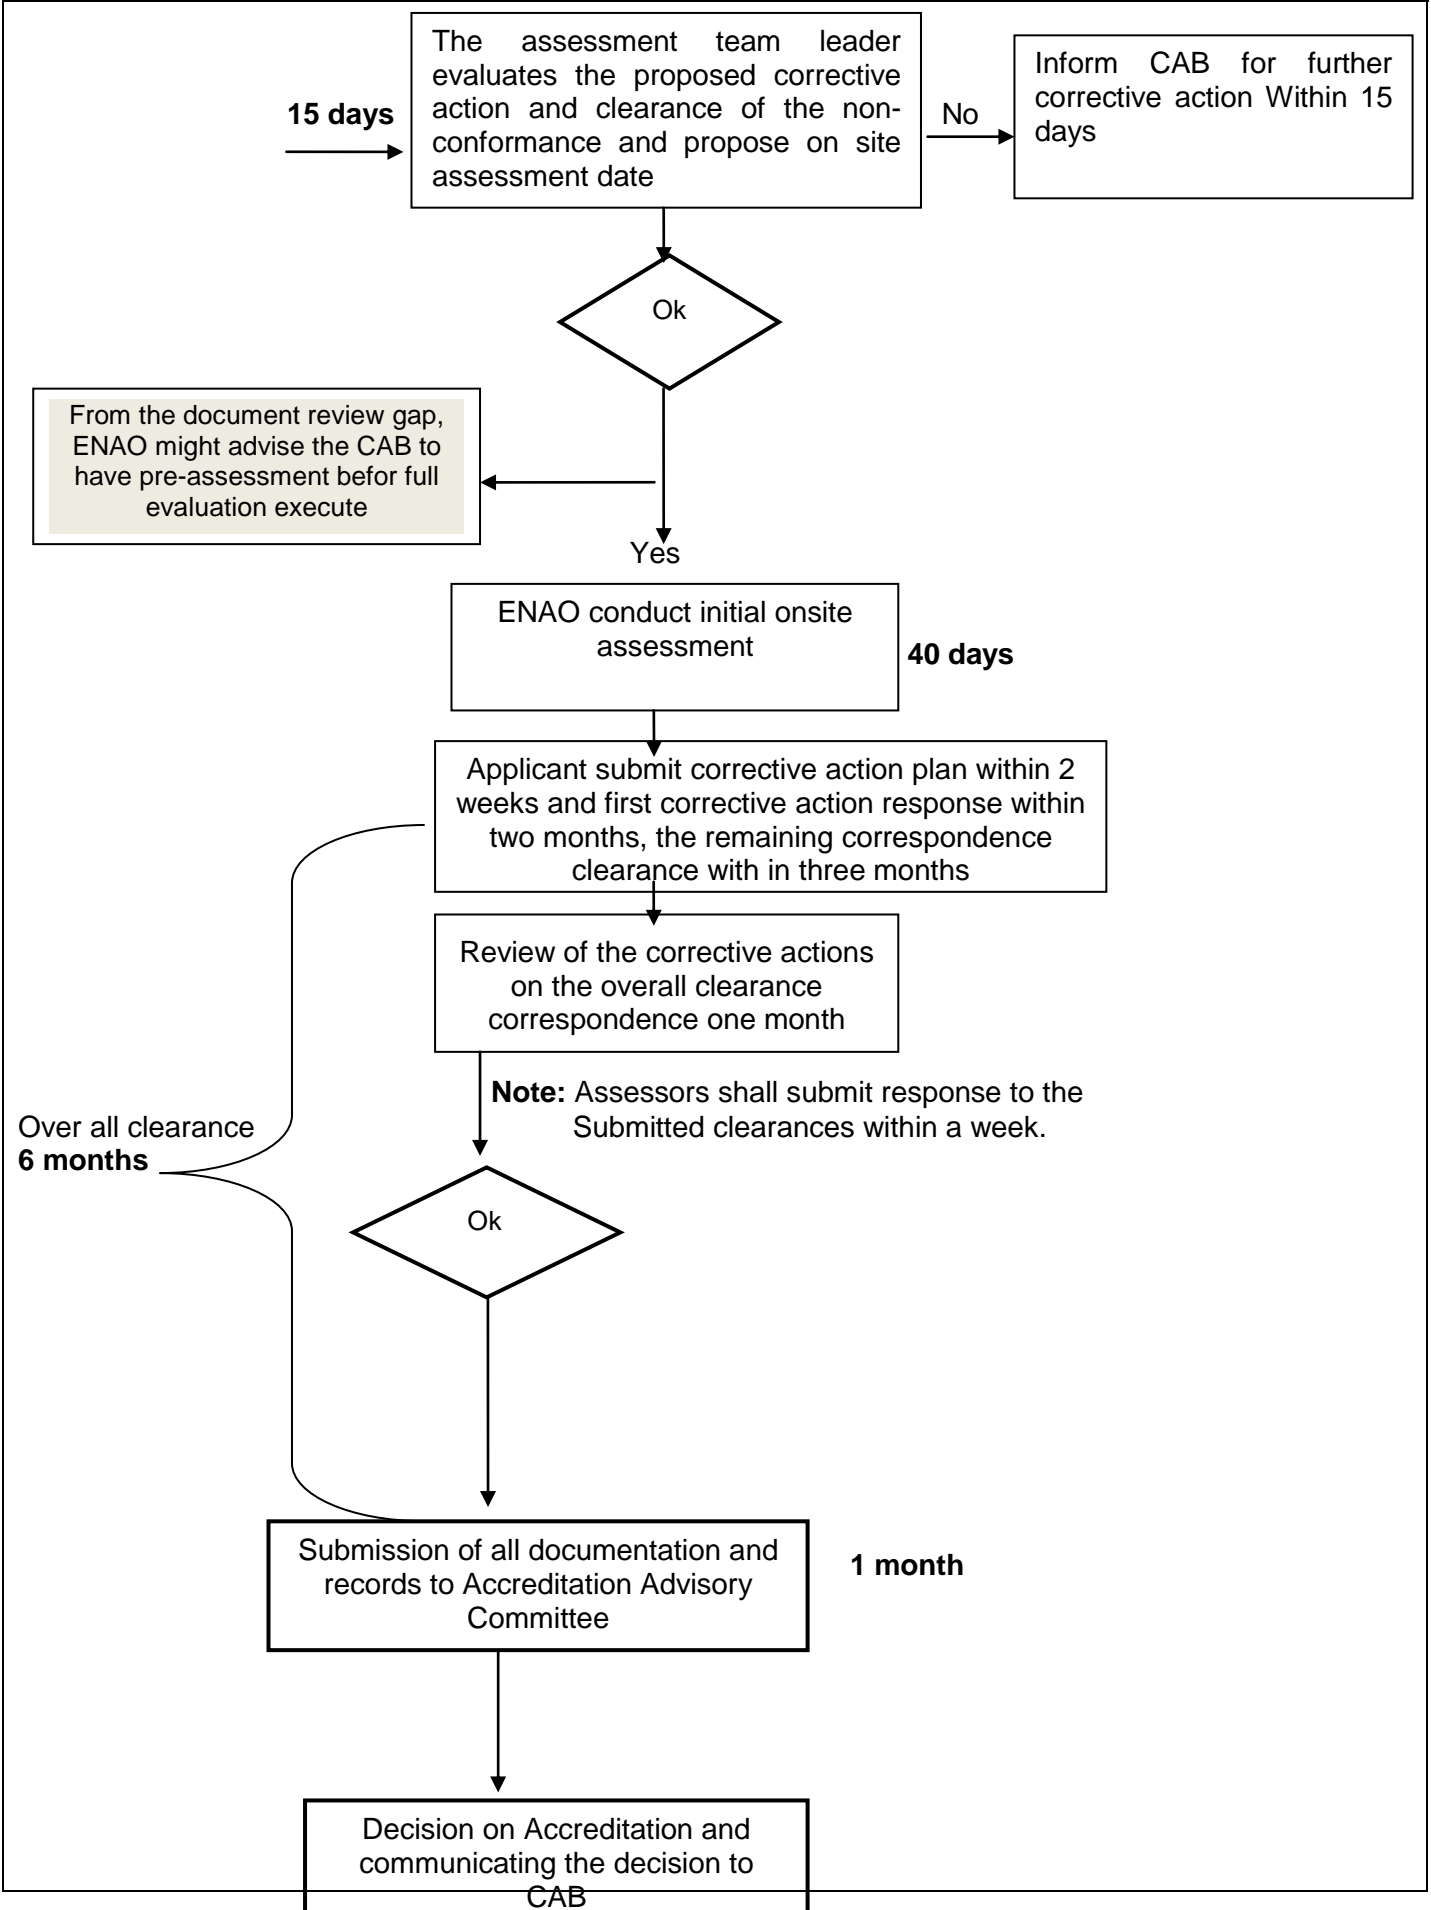 The assessment team leader
evaluates the proposed corrective
action and clearance of the non-
conformance and propose on site
assessment date
15 days
No
Inform CAB for further
corrective action Within 15
days
Ok
From the document review gap,
ENAO might advise the CAB to
have pre-assessment befor full
evaluation execute
Yes
ENAO conduct initial onsite
assessment
40 days
Applicant submit corrective action plan within 2
weeks and first corrective action response within
two months, the remaining correspondence
clearance with in three months
Review of the corrective actions
on the overall clearance
correspondence one month
Note: Assessors shall submit response to the
Submitted clearances within a week.
Over all clearance
6 months
Ok
Submission of all documentation and
records to Accreditation Advisory
Committee
1 month
Decision on Accreditation and
communicating the decision to
CAB